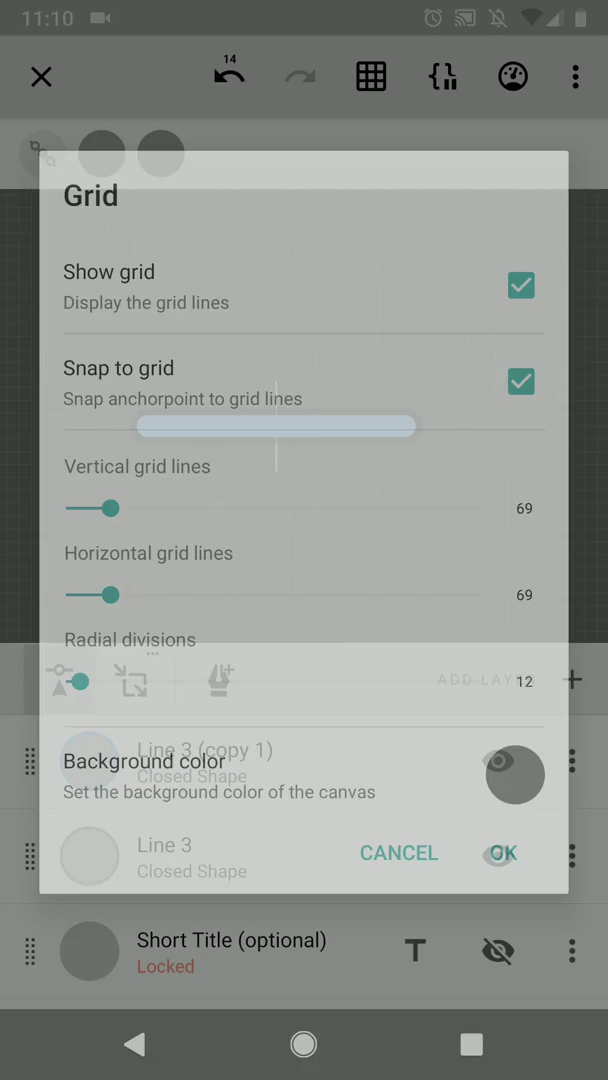 11:10
14
Grid
Show grid
Display the grid lines
Snap to grid
Snap anchorpoint to grid lines
Vertical grid lines
69
Horizontal grid lines
69
Radial divisions
12
ADD LAYER
Line 3 (copy 1)
Closed Shape
Background color
Set the background color of the canvas
Line 3
Closed Shape
CANCEL
OK
Short Title (optional)
Locked